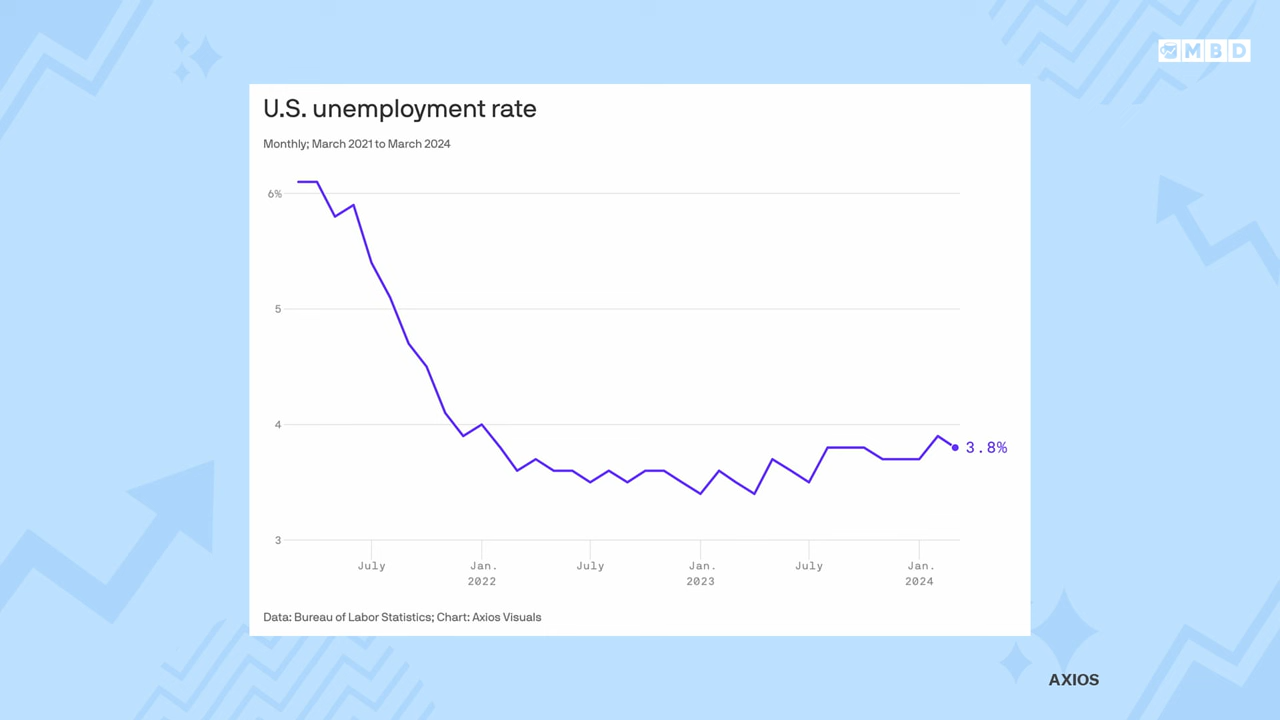 MBD
U.S. unemployment rate
Monthly; March 2021 to March 2024
6%
5
4
3
3.8%
July
Jan.
2022
July
Jan.
2023
July
Jan.
2024
Data: Bureau of Labor Statistics; Chart: Axios Visuals
AXIOS